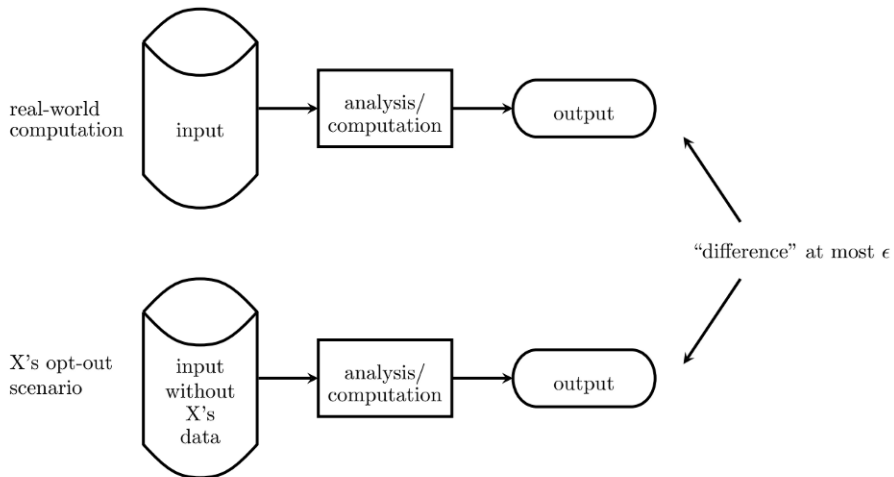 real-world
computation
input
analysis/
computation
output
“difference” at most ϵ
X’s opt-out
scenario
input
without
X’s
data
analysis/
computation
output